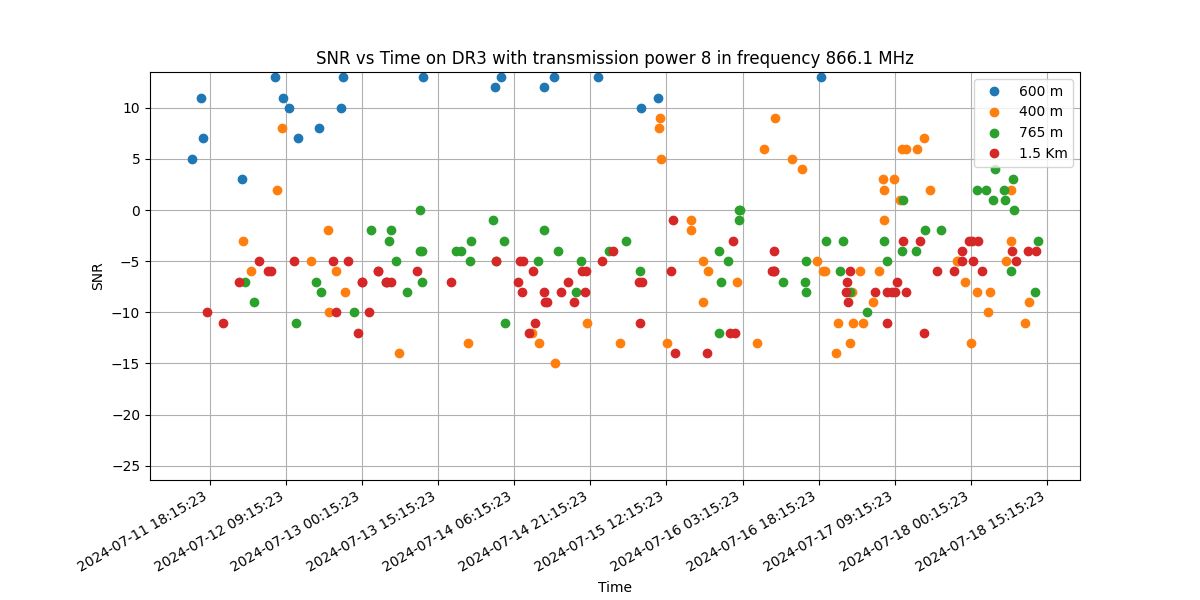 SNR vs Time on DR3 with transmission power 8 in frequency 866.1 MHz
600 m
400 m
765 m
1.5 Km
SNR
10
5
0
−5
−10
−15
−20
−25
2024-07-11 18:15:23
2024-07-12 09:15:23
2024-07-13 00:15:23
2024-07-13 15:15:23
2024-07-14 06:15:23
2024-07-14 21:15:23
2024-07-15 12:15:23
2024-07-16 03:15:23
2024-07-16 18:15:23
2024-07-17 09:15:23
2024-07-18 00:15:23
2024-07-18 15:15:23
Time